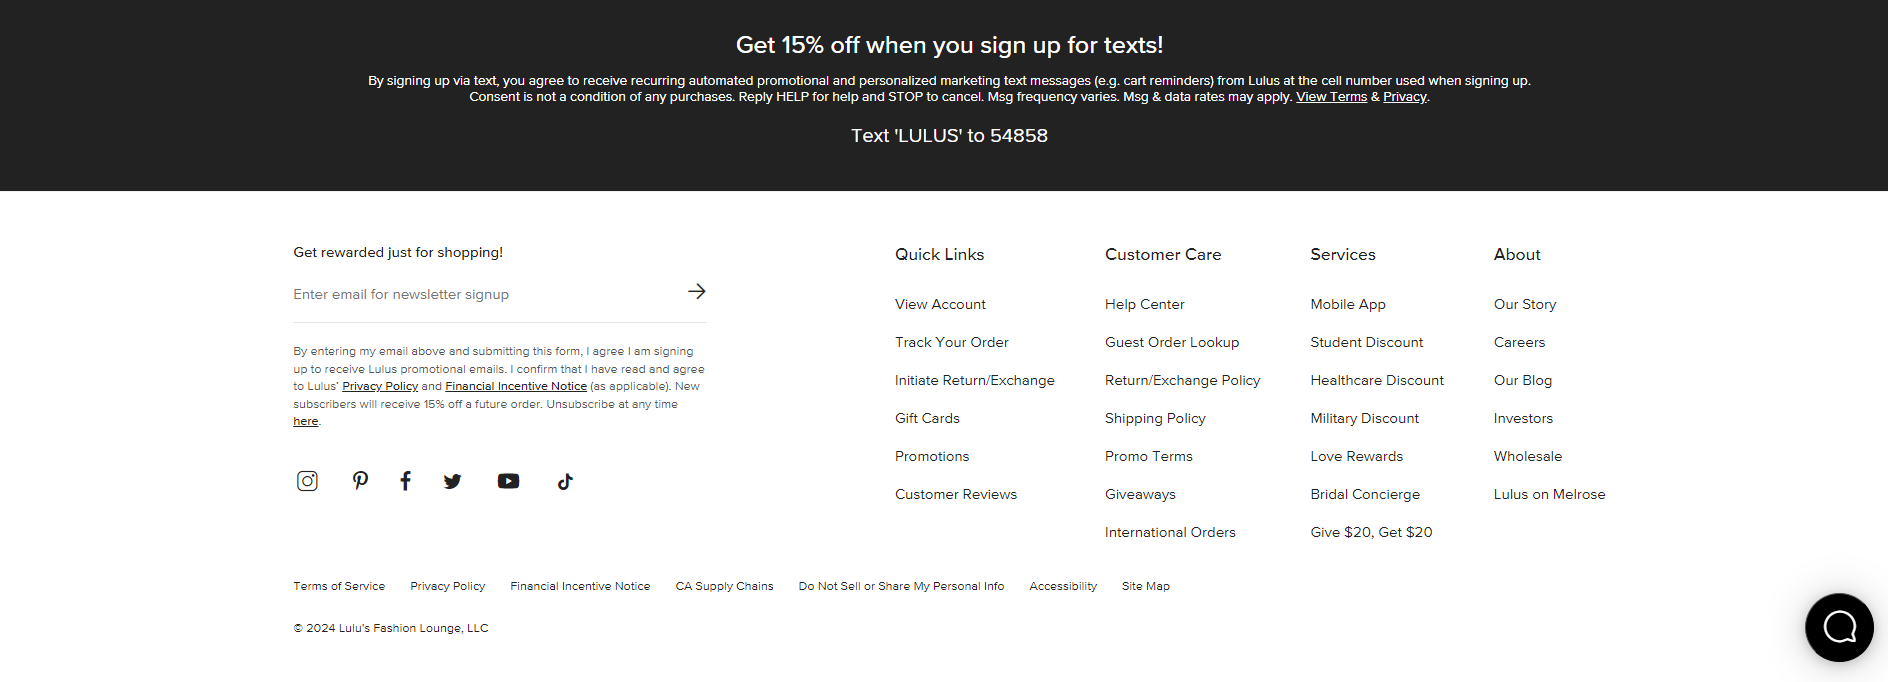 Get 15% off when you sign up for texts!
By signing up via text, you agree to receive recurring automated promotional and personalized marketing text messages (e.g. cart reminders) from Lulus at the cell number used when signing up.
Consent is not a condition of any purchases. Reply HELP for help and STOP to cancel. Msg frequency varies. Msg & data rates may apply. View Terms & Privacy.
Text 'LULUS' to 54858
Get rewarded just for shopping!
Enter email for newsletter signup
By entering my email above and submitting this form, I agree I am signing
up to receive Lulus promotional emails. I confirm that I have read and agree
to Lulus' Privacy Policy and Financial Incentive Notice (as applicable). New
subscribers will receive 15% off a future order. Unsubscribe at any time
here.
Quick Links
View Account
Track Your Order
Initiate Return/Exchange
Gift Cards
Promotions
Customer Reviews
Customer Care
Help Center
Guest Order Lookup
Return/Exchange Policy
Shipping Policy
Promo Terms
Giveaways
International Orders
Services
Mobile App
Student Discount
Healthcare Discount
Military Discount
Love Rewards
Bridal Concierge
Give $20, Get $20
About
Our Story
Careers
Our Blog
Investors
Wholesale
Lulus on Melrose
Terms of Service Privacy Policy Financial Incentive Notice CA Supply Chains Do Not Sell or Share My Personal Info Accessibility Site Map
© 2024 Lulu's Fashion Lounge, LLC